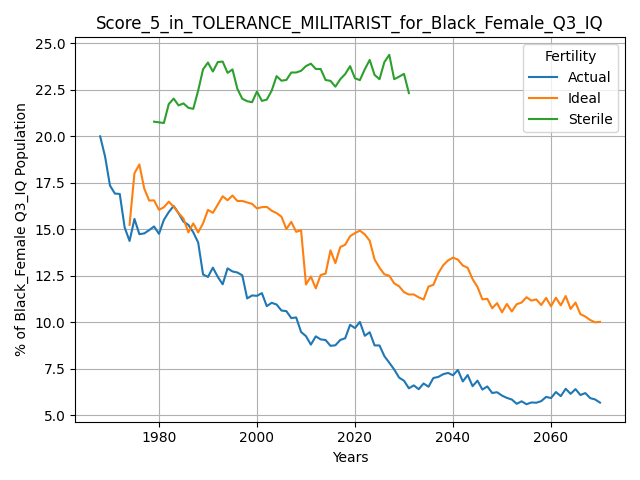 Score_5_in_TOLERANCE_MILITARIST_for_Black_Female_Q3_IQ
25.0
22.5
20.0
17.5
15.0
12.5
10.0
7.5
5.0
% of Black_Female Q3_IQ Population
Fertility
Actual
Ideal
Sterile
1980
2000
2020
2040
2060
Years